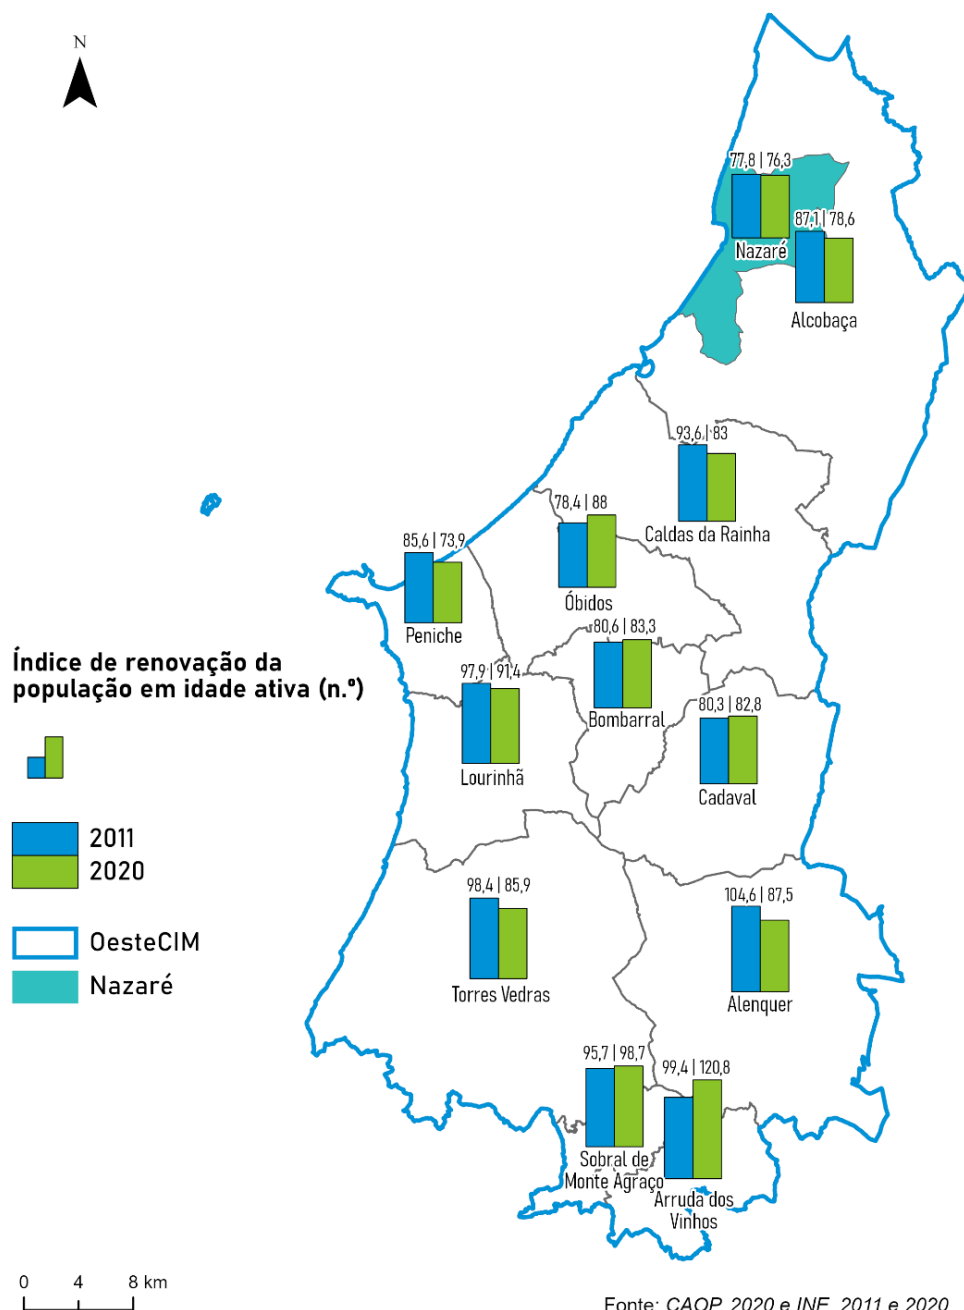 N
77,8 | 76,3
Nazaré
87,1 | 78,6
Alcobaça
93,6 | 83
Caldas da Rainha
78,4 | 88
Óbidos
85,6 | 73,9
Peniche
80,6 | 83,3
Bombarral
97,9 | 91,4
Lourinhã
80,3 | 82,8
Cadaval
Índice de renovação da
população em idade ativa (n.º)
2011
2020
OesteCIM
Nazaré
98,4 | 85,9
Torres Vedras
104,6 | 87,5
Alenquer
95,7 | 98,7
Sobral de
Monte Agraço
99,4 | 120,8
Arruda dos
Vinhos
0 4 8 km
Fonte: CAOP, 2020 e INE, 2011 e 2020